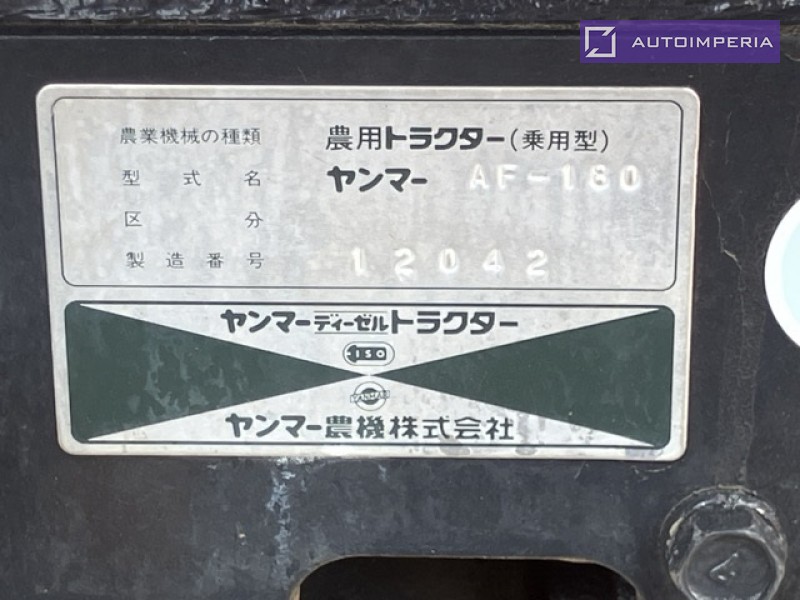 AUTOIMPERIA
農業機械の種類 農用トラクター(乗用型)
型式名 ヤンマー AF-180
区分
製造番号 12042
ヤンマーディーゼルトラクター
ISO
YANMAR
ヤンマー農機株式会社